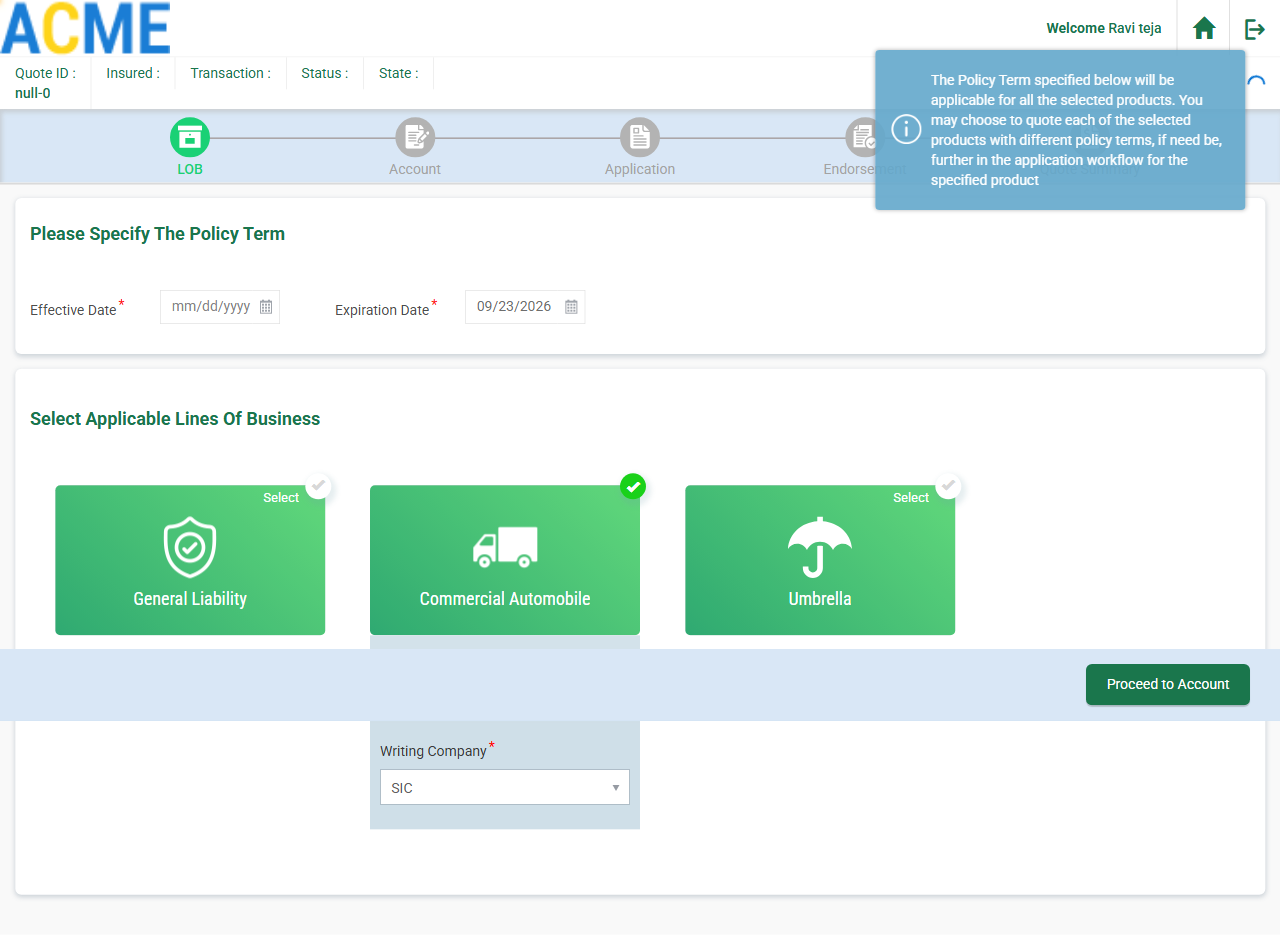 ACME
Welcome Ravi teja
Quote ID :
null-0
Insured :
Transaction :
Status :
State :
The Policy Term specified below will be
applicable for all the selected products. You
may choose to quote each of the selected
products with different policy terms, if need be,
further in the application workflow for the
specified product
LOB
Account
Application
Endorsement
Quote Summary
Please Specify The Policy Term
Effective Date*
mm/dd/yyyy
Expiration Date*
09/23/2026
Select Applicable Lines Of Business
Select
General Liability
Commercial Automobile
Select
Umbrella
Proceed to Account
Writing Company*
SIC